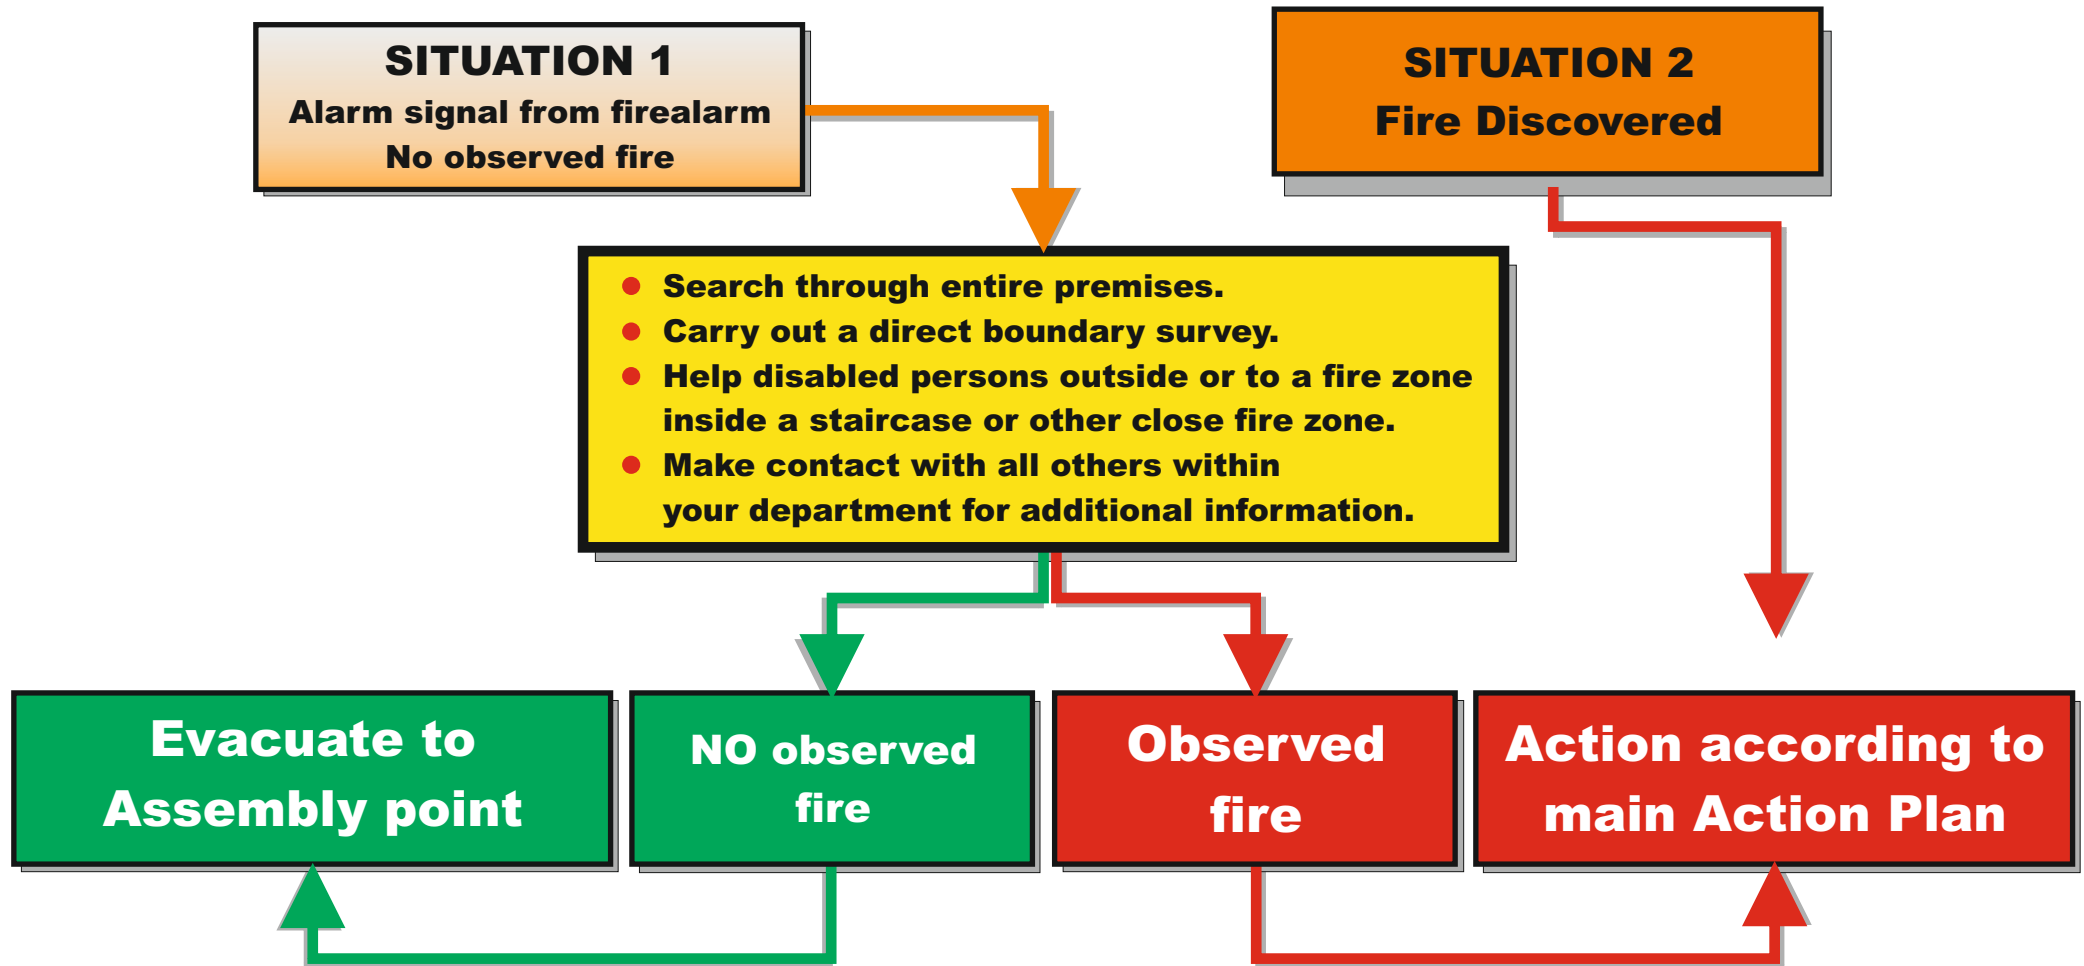 SITUATION 1
Alarm signal from firealarm
No observed fire
SITUATION 2
Fire Discovered
Search through entire premises.
Carry out a direct boundary survey.
Help disabled persons outside or to a fire zone
inside a staircase or other close fire zone.
Make contact with all others within
your department for additional information.
Evacuate to
Assembly point
NO observed
fire
Observed
fire
Action according to
main Action Plan